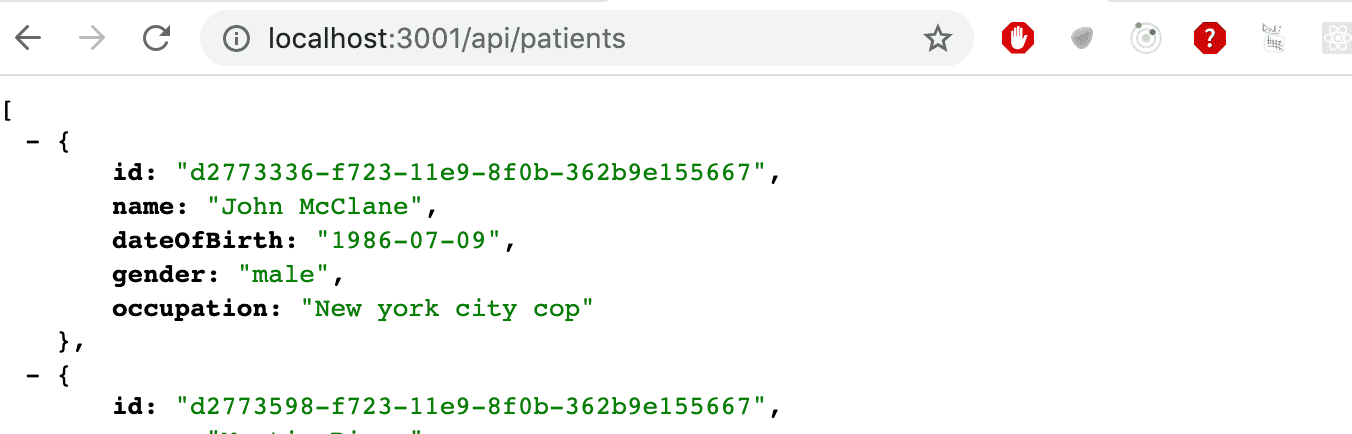 localhost:3001/api/patients
[
- {
id: "d2773336-f723-11e9-8f0b-362b9e155667",
name: "John McClane",
dateOfBirth: "1986-07-09",
gender: "male",
occupation: "New york city cop"
},
- {
id: "d2773598-f723-11e9-8f0b-362b9e155667",